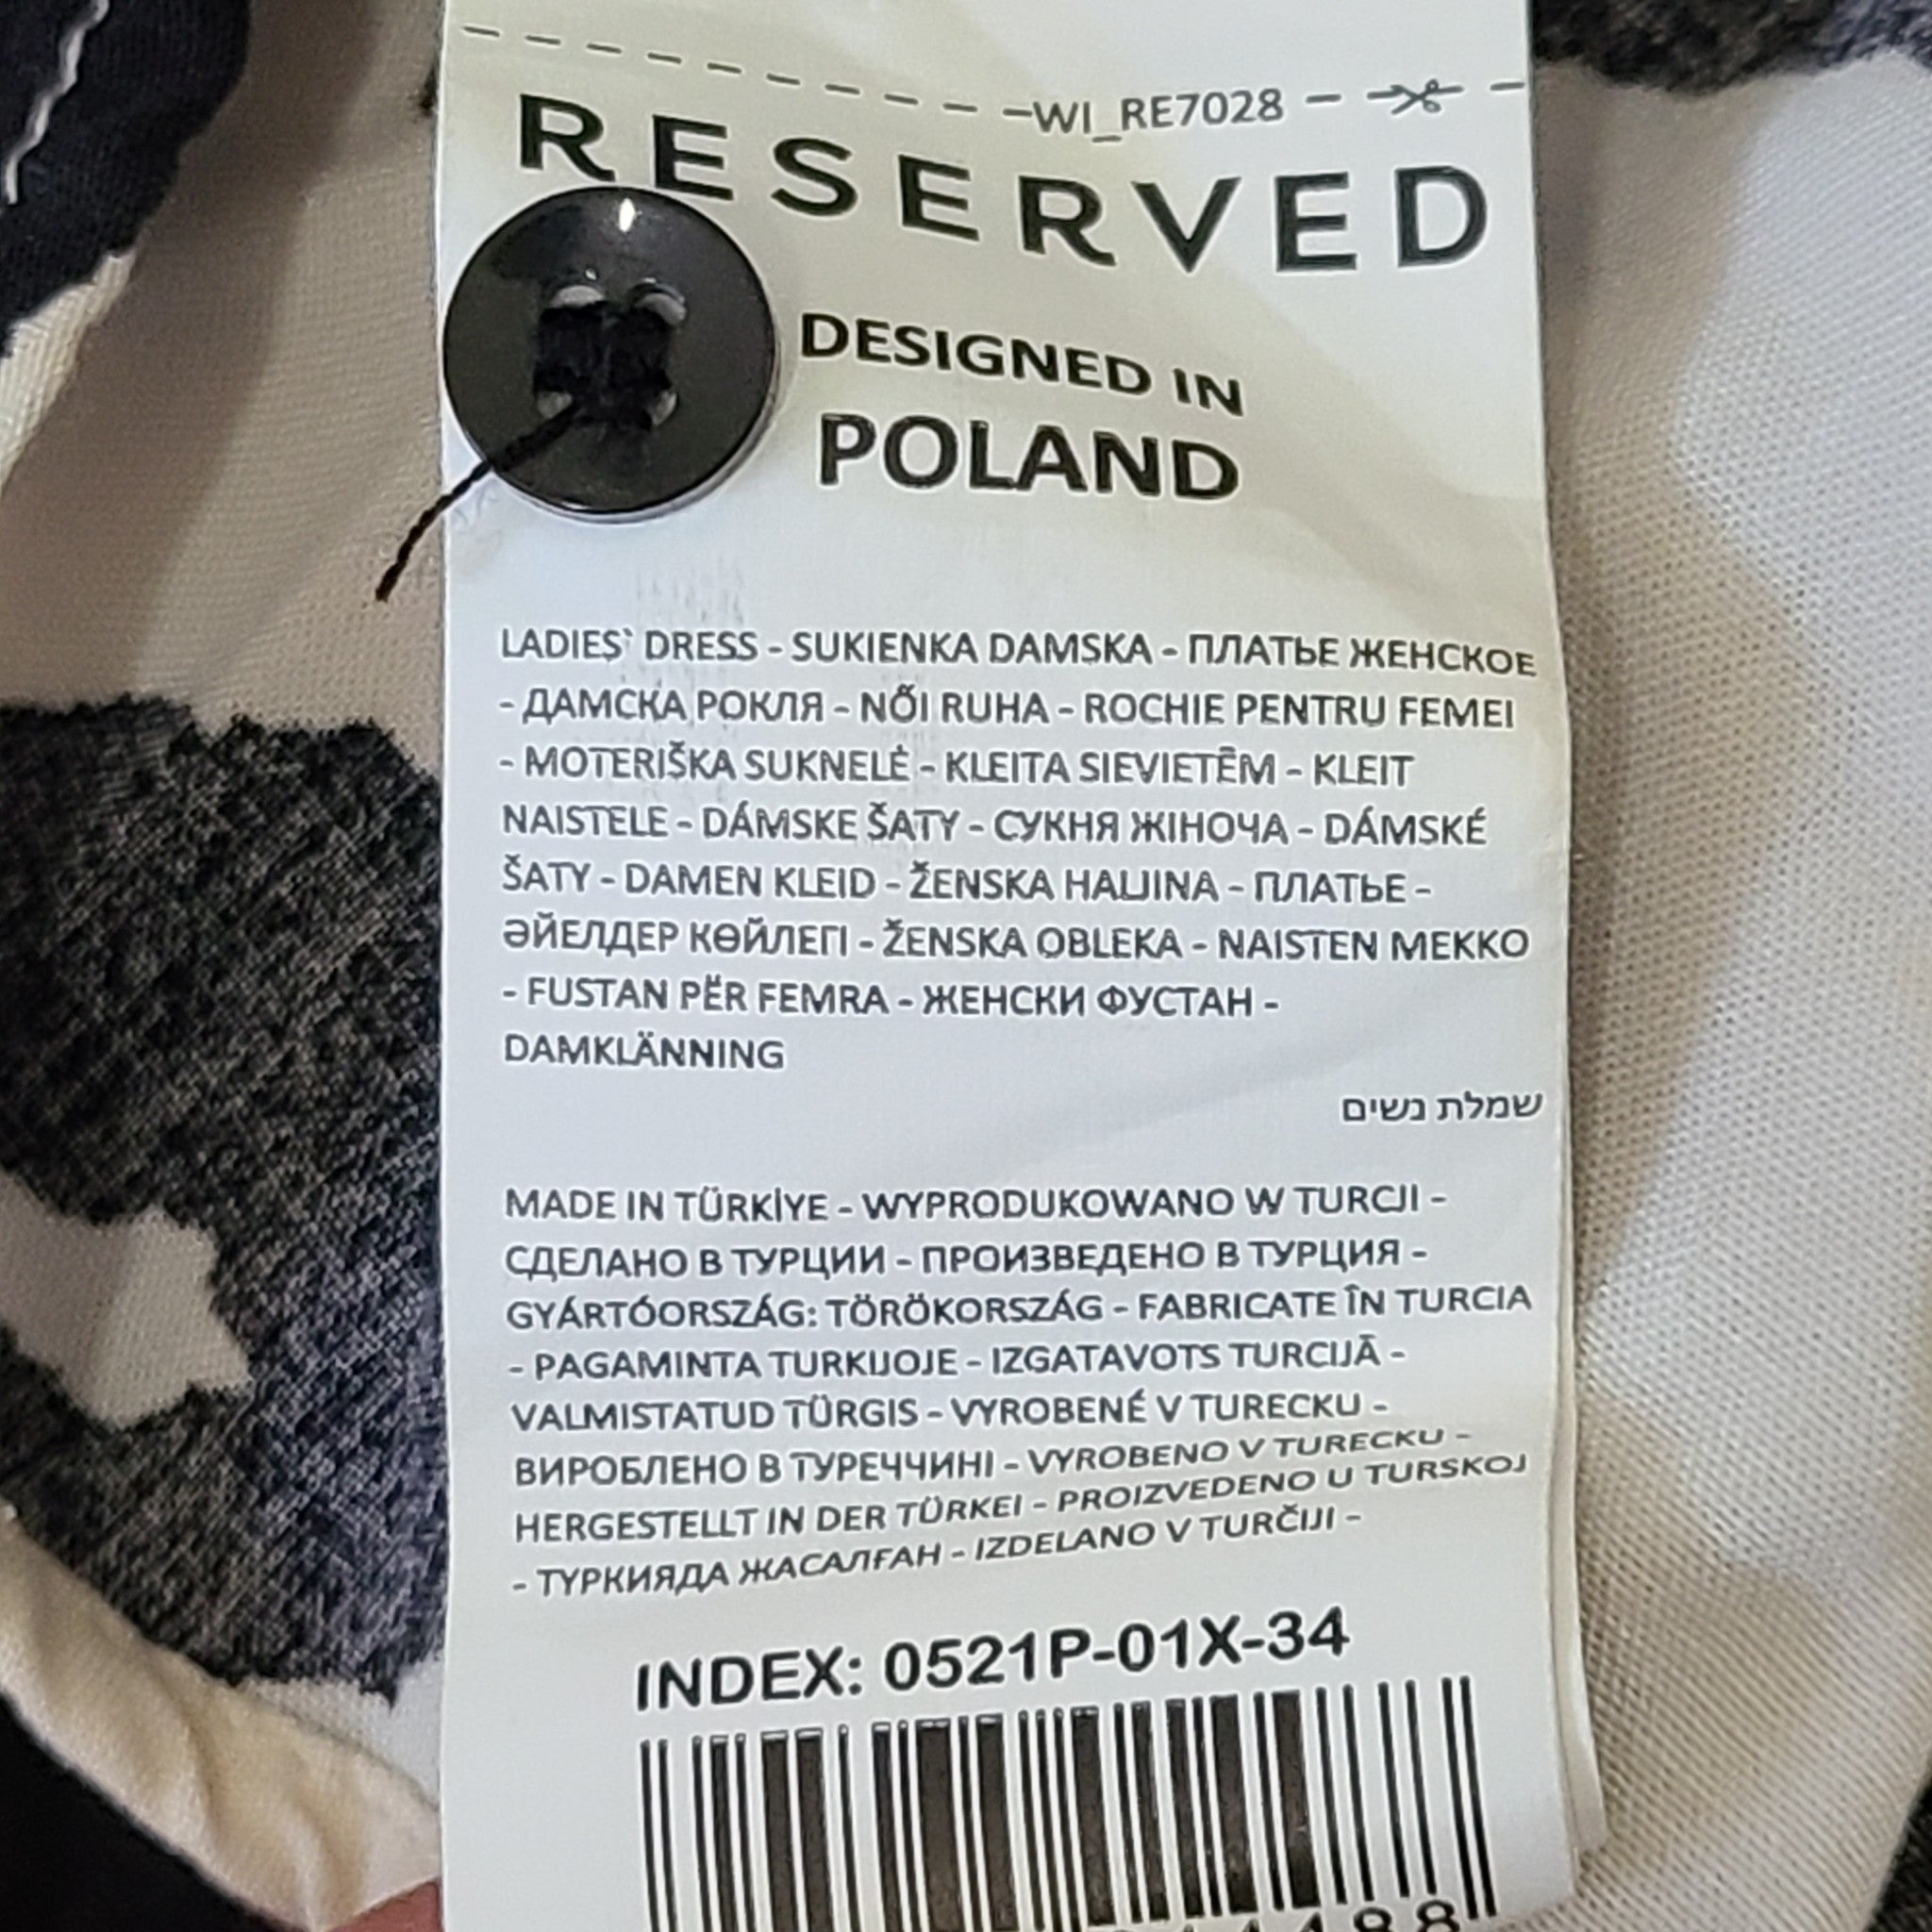 WI_RE7028
RESERVED
DESIGNED IN
POLAND
LADIES` DRESS - SUKIENKA DAMSKA - ПЛАТЬЕ ЖЕНСКОЕ
- ДАМСКА РОКЛЯ - NŐI RUHA - ROCHIE PENTRU FEMEI
- MOTERIŠKA SUKNELĖ - KLEITA SIEVIETĒM - KLEIT
NAISTELE - DÁMSKE ŠATY - СУКНЯ ЖІНОЧА - DÁMSKÉ
ŠATY - DAMEN KLEID - ŽENSKA HALJINA - ПЛАТЬЕ -
ӘЙЕЛДЕР КӨЙЛЕГІ - ŽENSKA OBLEKA - NAISTEN MEKKO
- FUSTAN PËR FEMRA - ЖЕНСКИ ФУСТАН -
DAMKLÄNNING
שמלת נשים
MADE IN TÜRKİYE - WYPRODUKOWANO W TURCJI -
СДЕЛАНО В ТУРЦИИ - ПРОИЗВЕДЕНО В ТУРЦИЯ -
GYÁRTÓORSZÁG: TÖRÖKORSZÁG - FABRICATE ÎN TURCIA
- PAGAMINTA TURKIJOJE - IZGATAVOTS TURCIJĀ -
VALMISTATUD TÜRGIS - VYROBENÉ V TURECKU -
ВИРОБЛЕНО В ТУРЕЧЧИНІ - VYROBENO V TURECKU -
HERGESTELLT IN DER TÜRKEI - PROIZVEDENO U TURSKOJ
- ТҮРКИЯДА ЖАСАЛҒАН - IZDELANO V TURČIJI -
INDEX: 0521P-01X-34